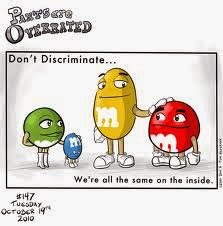 PANTS are
OVERRATED
Don't Discriminate...
m
m
m
We're all the same on the inside.
#147
TUESDAY
OCTOBER 19TH
2010